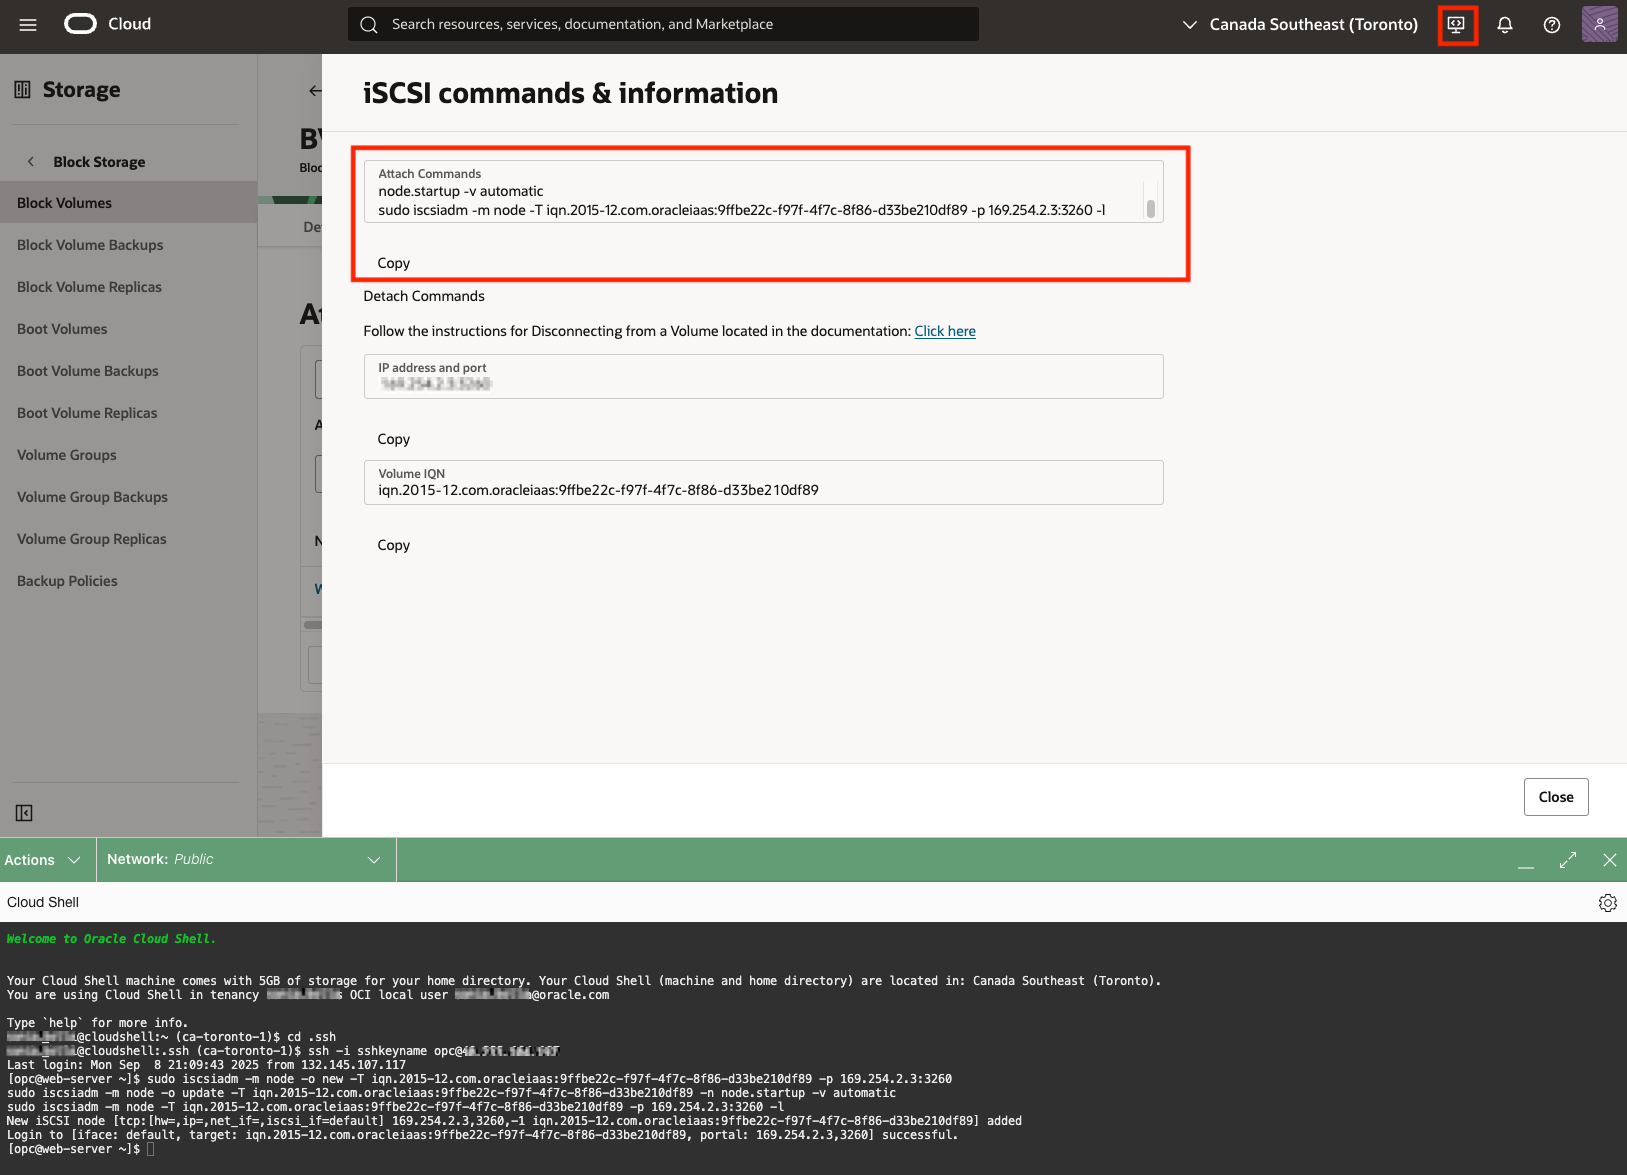 Cloud
Search resources, services, documentation, and Marketplace
Canada Southeast (Toronto)
Storage
Block Storage
Block Volumes
Block Volume Backups
Block Volume Replicas
Boot Volumes
Boot Volume Backups
Boot Volume Replicas
Volume Groups
Volume Group Backups
Volume Group Replicas
Backup Policies
iSCSI commands & information
Attach Commands
node.startup -v automatic
sudo iscsiadm -m node -T iqn.2015-12.com.oracleiaas:9ffbe22c-f97f-4f7c-8f86-d33be210df89 -p 169.254.2.3:3260 -l
Copy
Detach Commands
Follow the instructions for Disconnecting from a Volume located in the documentation: Click here
IP address and port
Copy
Volume IQN
iqn.2015-12.com.oracleiaas:9ffbe22c-f97f-4f7c-8f86-d33be210df89
Copy
Close
Actions
Network: Public
Cloud Shell
Welcome to Oracle Cloud Shell.
Your Cloud Shell machine comes with 5GB of storage for your home directory. Your Cloud Shell (machine and home directory) are located in: Canada Southeast (Toronto).
You are using Cloud Shell in tenancy OCI local user @oracle.com
Type `help` for more info.
@cloudshell:~ (ca-toronto-1)$ cd .ssh
@cloudshell:.ssh (ca-toronto-1)$ ssh -i sshkeyname opc@
Last login: Mon Sep  8 21:09:43 2025 from 132.145.107.117
[opc@web-server ~]$ sudo iscsiadm -m node -o new -T iqn.2015-12.com.oracleiaas:9ffbe22c-f97f-4f7c-8f86-d33be210df89 -p 169.254.2.3:3260
sudo iscsiadm -m node -o update -T iqn.2015-12.com.oracleiaas:9ffbe22c-f97f-4f7c-8f86-d33be210df89 -n node.startup -v automatic
sudo iscsiadm -m node -T iqn.2015-12.com.oracleiaas:9ffbe22c-f97f-4f7c-8f86-d33be210df89 -p 169.254.2.3:3260 -l
New iSCSI node [tcp:[hw=,ip=,net_if=,iscsi_if=default] 169.254.2.3,3260,-1 iqn.2015-12.com.oracleiaas:9ffbe22c-f97f-4f7c-8f86-d33be210df89] added
Login to [iface: default, target: iqn.2015-12.com.oracleiaas:9ffbe22c-f97f-4f7c-8f86-d33be210df89, portal: 169.254.2.3,3260] successful.
[opc@web-server ~]$